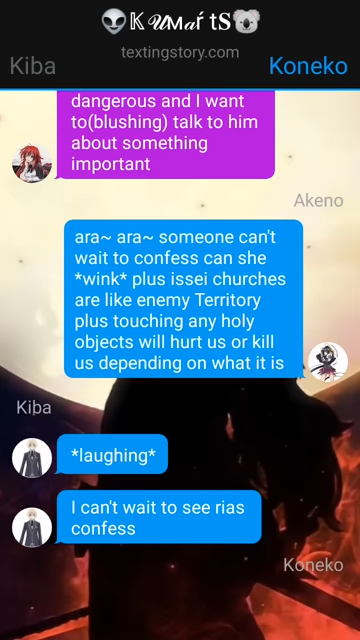 👽𝕂 𝓤𝐌𝓪ŕ t𝐒🐨
textingstory.com
Kiba Koneko
dangerous and I want
to(blushing) talk to him
about something
important
Akeno
ara~ ara~ someone can't
wait to confess can she
*wink* plus issei churches
are like enemy Territory
plus touching any holy
objects will hurt us or kill
us depending on what it is
Kiba
*laughing*
I can't wait to see rias
confess
Koneko